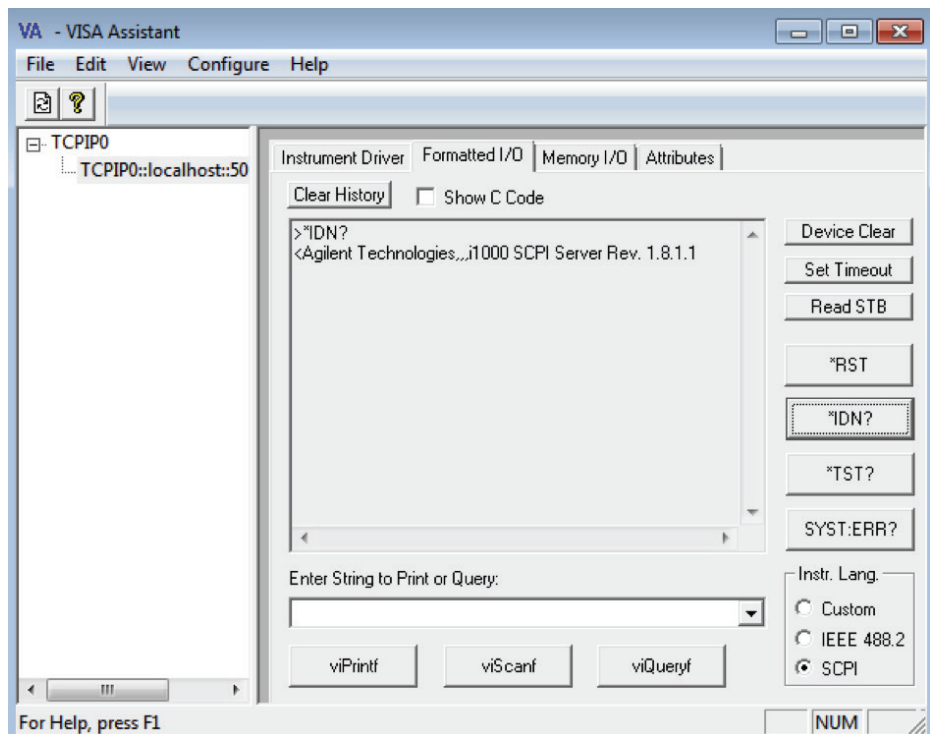 VA - VISA Assistant
File Edit View Configure Help
TCPIP0
TCPIP0::localhost::50
Instrument Driver Formatted I/O Memory I/O Attributes
Clear History Show C Code
>*IDN?
<Agilent Technologies,,,i1000 SCPI Server Rev. 1.8.1.1
Device Clear
Set Timeout
Read STB
*RST
*IDN?
*TST?
SYST:ERR?
Enter String to Print or Query:
viPrintf viScanf viQueryf
Instr. Lang.
Custom
IEEE 488.2
SCPI
For Help, press F1 NUM